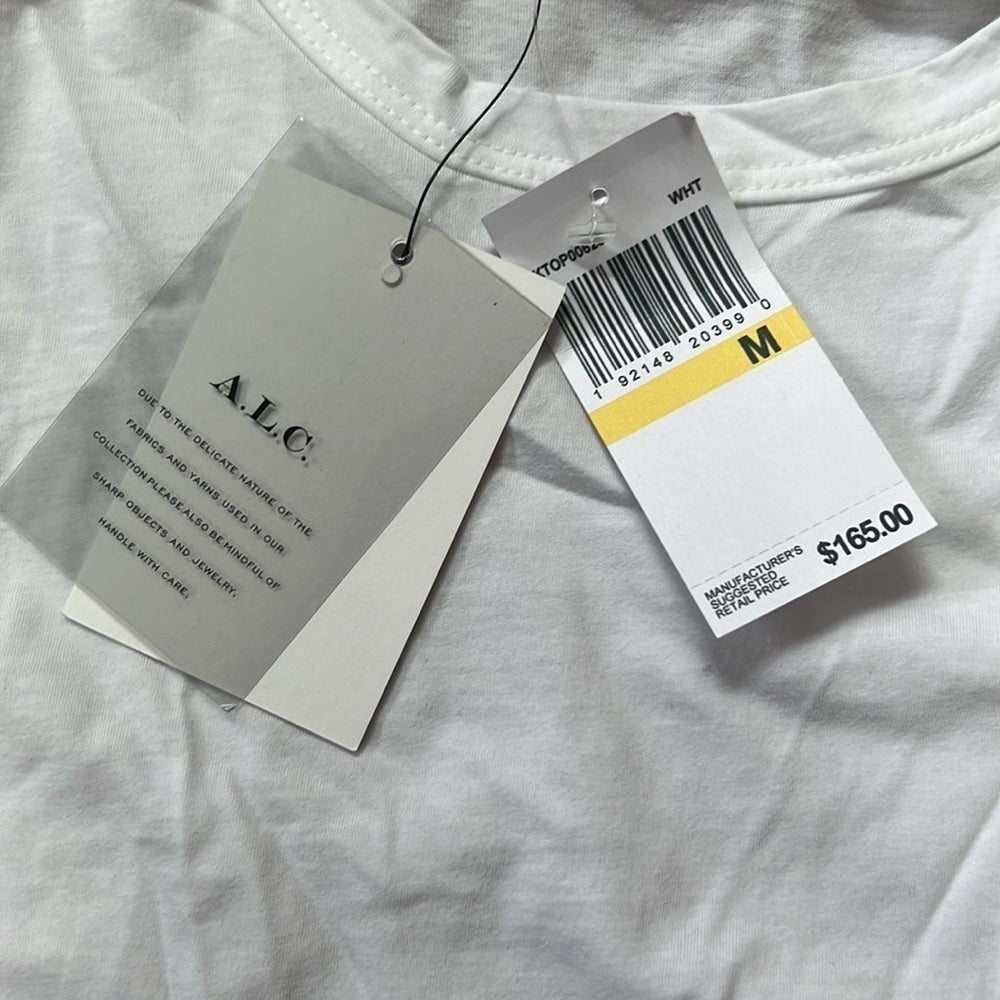 A.L.C.
DUE TO THE DELICATE NATURE OF THE
FABRICS AND YARNS USED IN OUR
COLLECTION PLEASE ALSO BE MINDFUL OF
SHARP OBJECTS AND JEWELRY.
HANDLE WITH CARE.
WHT
1 92148 20399 0
M
$165.00
MANUFACTURER'S
SUGGESTED
RETAIL PRICE